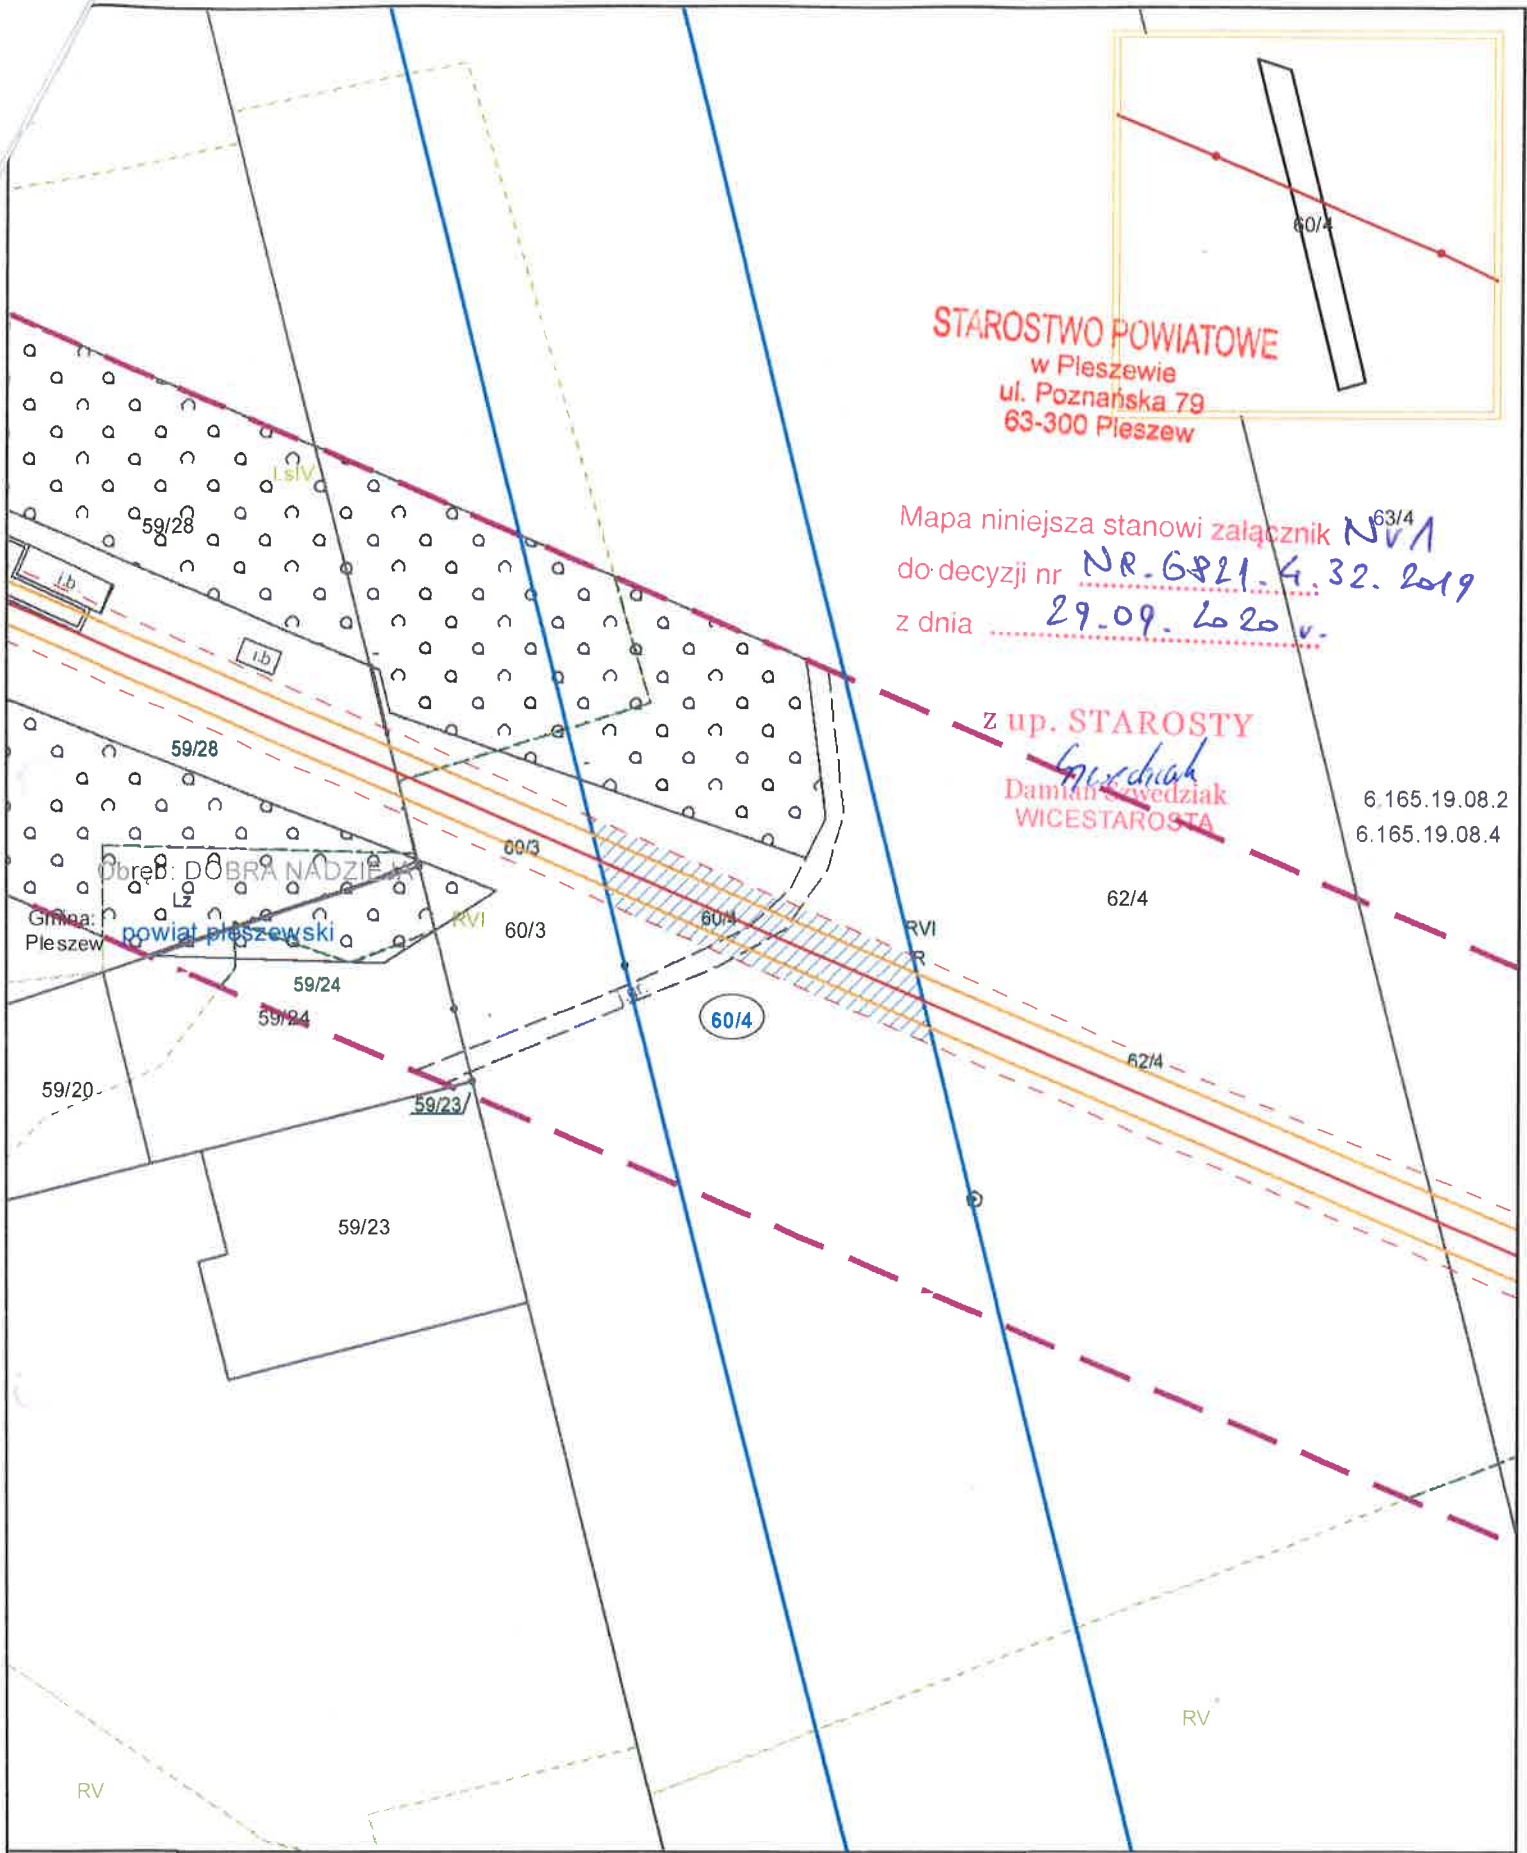 60/4
STAROSTWO POWIATOWE
w Pleszewie
ul. Poznańska 79
63-300 Pleszew
LsIV
59/28
63/4
Mapa niniejsza stanowi załącznik Nr 1
do decyzji nr NR.6821.4.32.2019
z dnia 29.09.2020 r.
i.b
i.b
z up. STAROSTY
Damian Szwedziak
WICESTAROSTA
59/28
6.165.19.08.2
6.165.19.08.4
60/3
Obręb: DOBRA NADZIEJA
Lz
62/4
Gmina:
Pleszew
powiat pleszewski
RVI
60/3
60/4
RVI
R
59/24
59/24
gr.
60/4
62/4
59/20
59/23
59/23
RV
RV